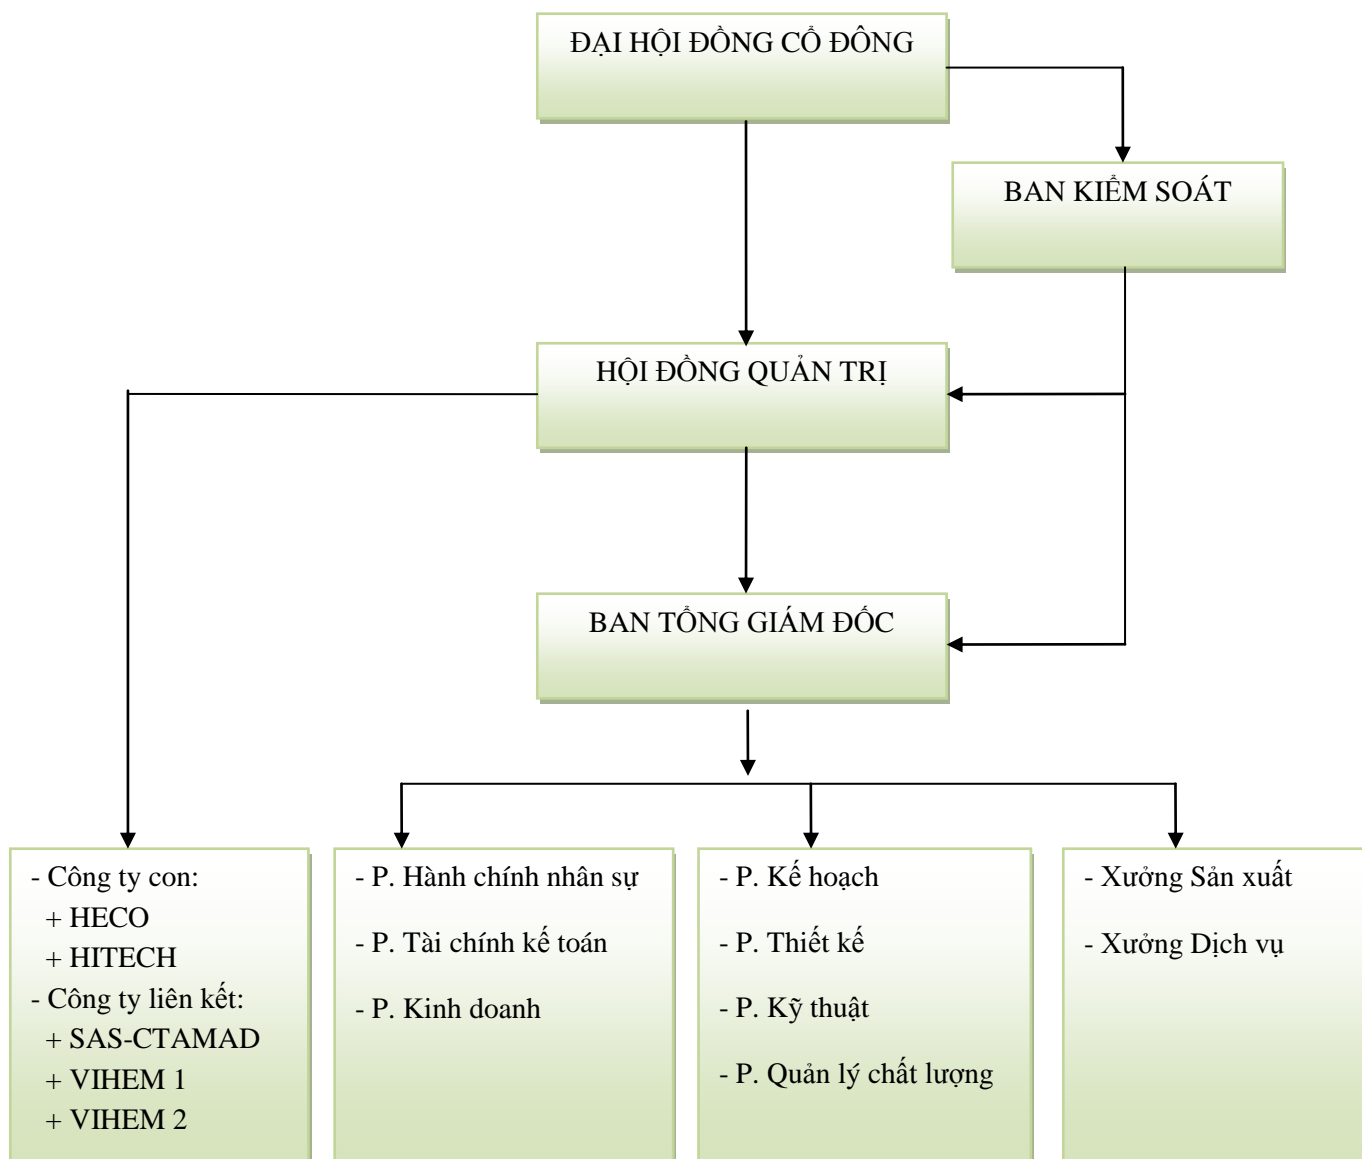 ĐẠI HỘI ĐỒNG CỔ ĐÔNG
BAN KIỂM SOÁT
HỘI ĐỒNG QUẢN TRỊ
BAN TỔNG GIÁM ĐỐC
- Công ty con:
+ HECO
+ HITECH
- Công ty liên kết:
+ SAS-CTAMAD
+ VIHEM 1
+ VIHEM 2
- P. Hành chính nhân sự
- P. Tài chính kế toán
- P. Kinh doanh
- P. Kế hoạch
- P. Thiết kế
- P. Kỹ thuật
- P. Quản lý chất lượng
- Xưởng Sản xuất
- Xưởng Dịch vụ